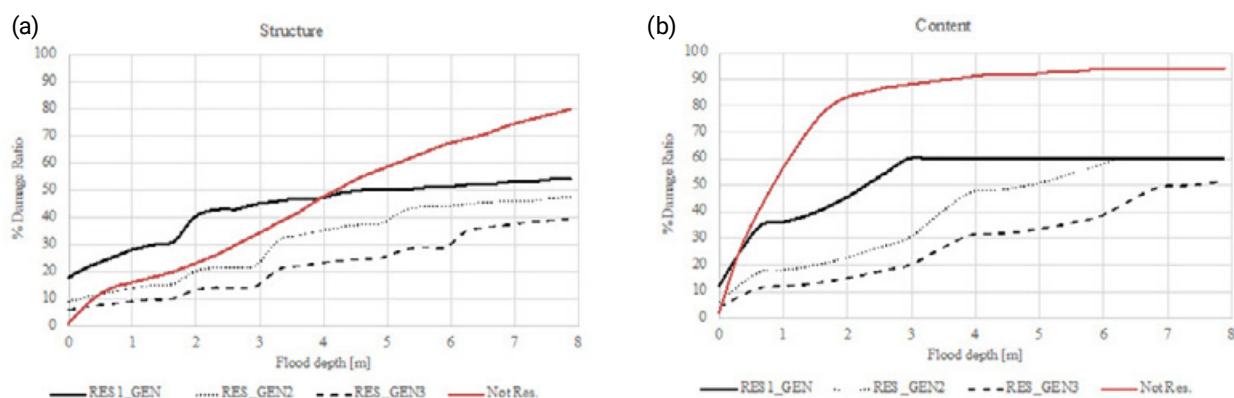 (a)
Structure
100
90
80
70
60
50
40
30
20
10
0
% Damage Ratio
0 1 2 3 4 5 6 7 8
Flood depth [m]
RES1_GEN RES_GEN2 RES_GEN3 Not Res.
(b)
Content
100
90
80
70
60
50
40
30
20
10
0
% Damage Ratio
0 1 2 3 4 5 6 7 8
Flood depth [m]
RES1_GEN RES_GEN2 RES_GEN3 Not Res.